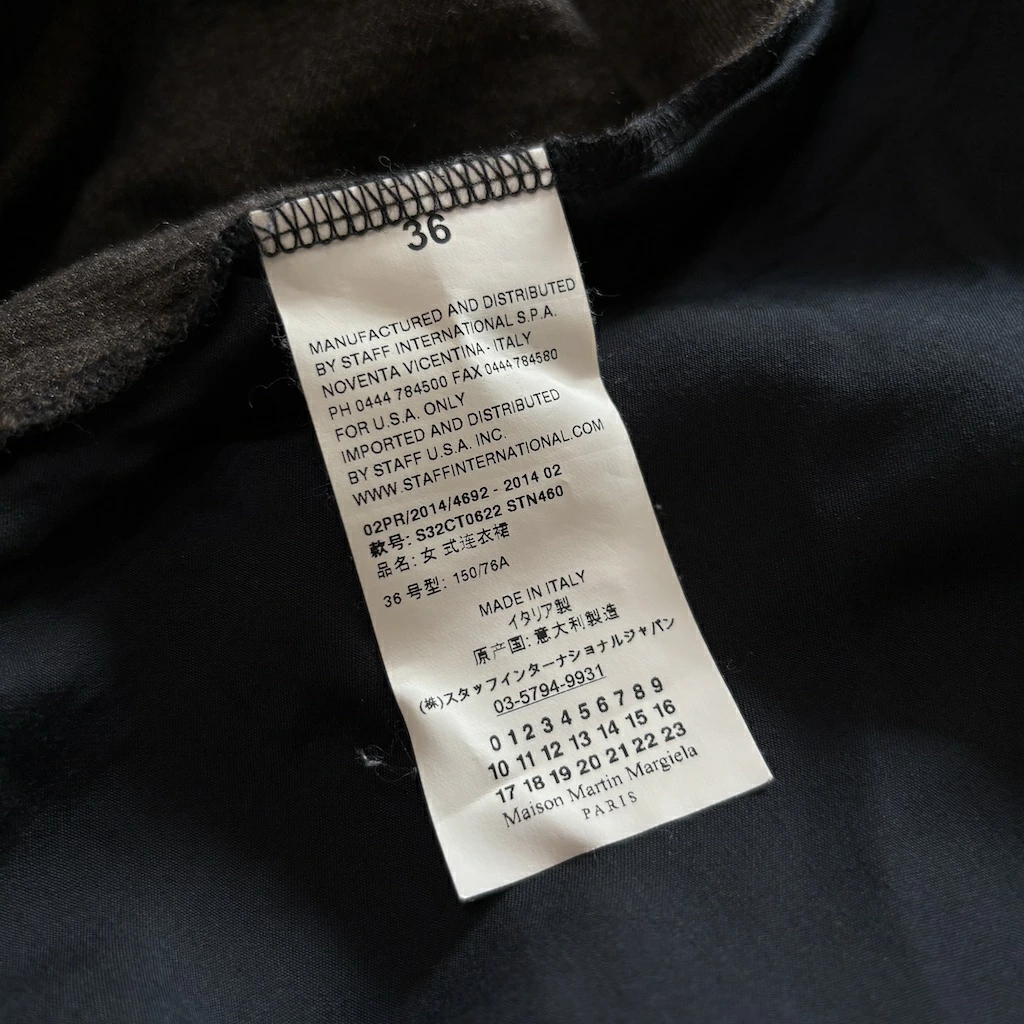 36
MANUFACTURED AND DISTRIBUTED
BY STAFF INTERNATIONAL S.P.A.
NOVENTA VICENTINA - ITALY
PH 0444 784500 FAX 0444784580
FOR U.S.A. ONLY
IMPORTED AND DISTRIBUTED
BY STAFF U.S.A. INC.
WWW.STAFFINTERNATIONAL.COM
02PR/2014/4692 - 2014 02
款号: S32CT0622 STN460
品名: 女 式连衣裙
36 号型: 150/76A
MADE IN ITALY
イタリア製
原产国: 意大利製造
(株)スタッフインターナショナルジャパン
03-5794-9931
0 1 2 3 4 5 6 7 8 9
10 11 12 13 14 15 16
17 18 19 20 21 22 23
Maison Martin Margiela
PARIS